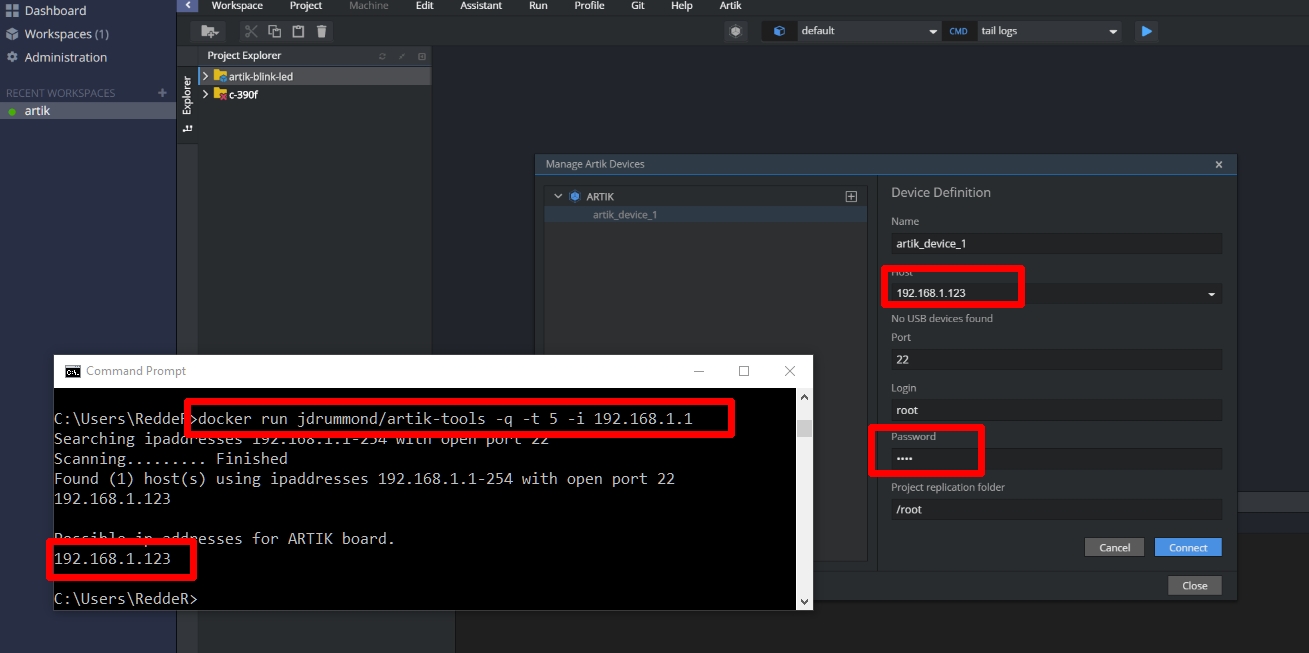 Dashboard
Workspaces (1)
Administration
RECENT WORKSPACES +
artik
Workspace Project Machine Edit Assistant Run Profile Git Help Artik
default CMD tail logs
Explorer
Project Explorer
artik-blink-led
c-390f
Manage Artik Devices
ARTIK
artik_device_1
Device Definition
Name
artik_device_1
Host
192.168.1.123
No USB devices found
Port
22
Login
root
Password
••••
Project replication folder
/root
Cancel Connect
Close
Command Prompt
C:\Users\ReddeR>docker run jdrummond/artik-tools -q -t 5 -i 192.168.1.1
Searching ipaddresses 192.168.1.1-254 with open port 22
Scanning......... Finished
Found (1) host(s) using ipaddresses 192.168.1.1-254 with open port 22
192.168.1.123
Possible ip addresses for ARTIK board.
192.168.1.123
C:\Users\ReddeR>